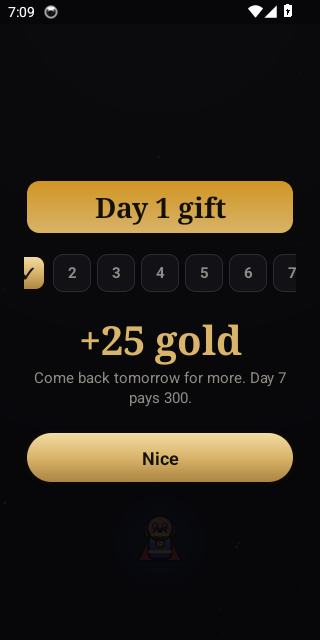 7:09
Day 1 gift
✓ 2 3 4 5 6 7
+25 gold
Come back tomorrow for more. Day 7
pays 300.
Nice